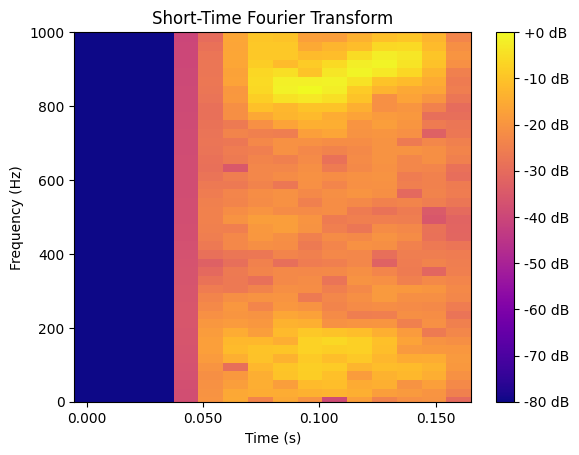 Short-Time Fourier Transform
1000
800
600
400
200
0
Frequency (Hz)
0.000
0.050
0.100
0.150
Time (s)
+0 dB
-10 dB
-20 dB
-30 dB
-40 dB
-50 dB
-60 dB
-70 dB
-80 dB